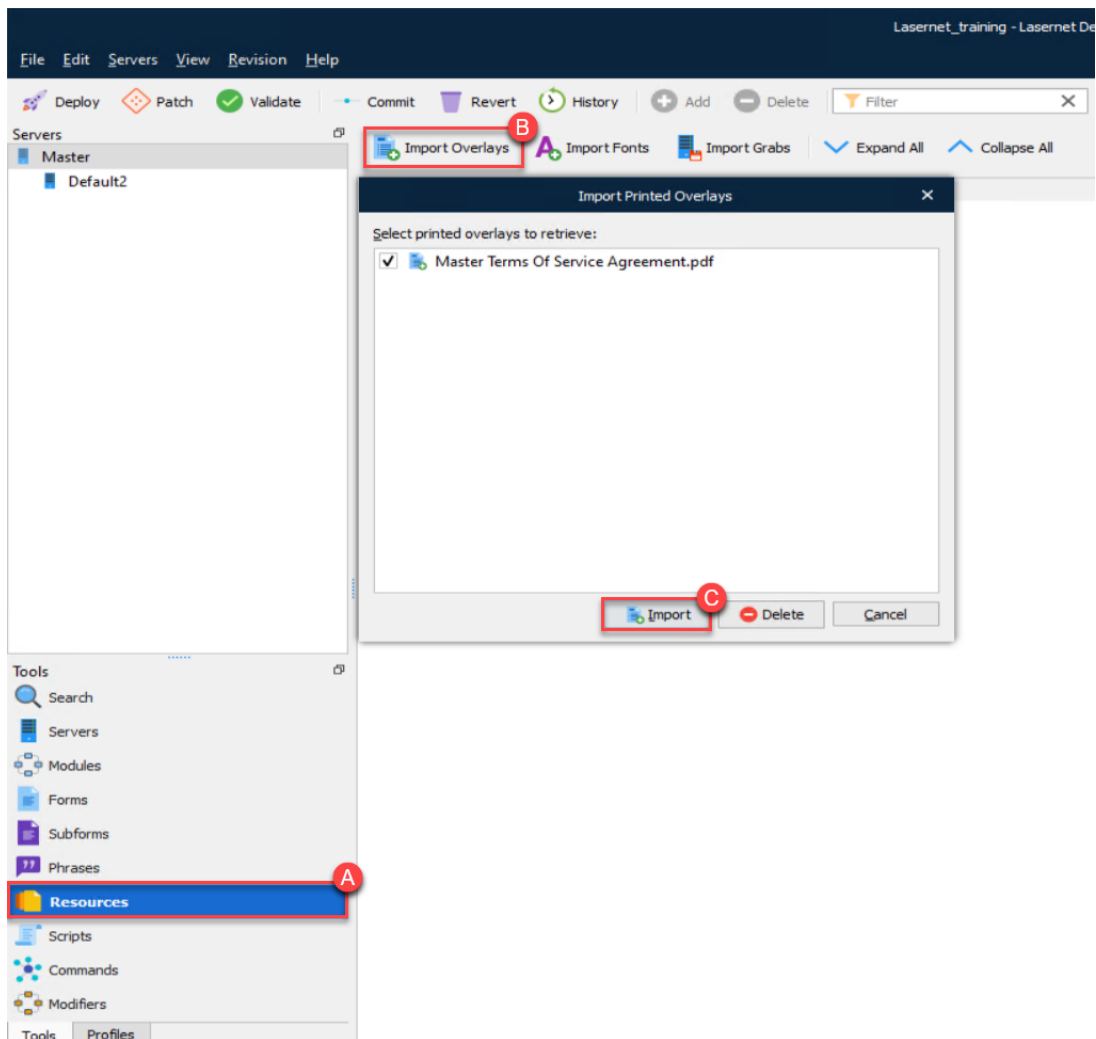 Lasernet_training - Lasernet De
File Edit Servers View Revision Help
Deploy Patch Validate Commit Revert History Add Delete Filter
Servers
Master
Default2
B
Import Overlays Import Fonts Import Grabs Expand All Collapse All
Import Printed Overlays
Select printed overlays to retrieve:
Master Terms Of Service Agreement.pdf
C
Import Delete Cancel
Tools
Search
Servers
Modules
Forms
Subforms
Phrases
A
Resources
Scripts
Commands
Modifiers
Tools Profiles